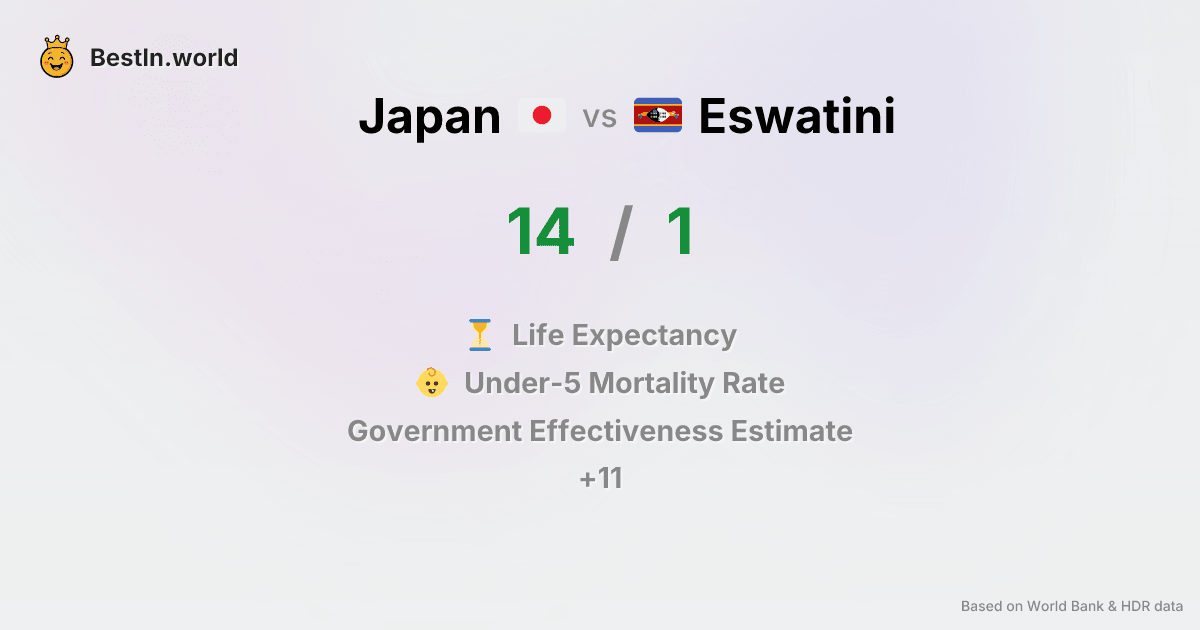 BestIn.world
Japan vs Eswatini
14 / 1
Life Expectancy
Under-5 Mortality Rate
Government Effectiveness Estimate
+11
Based on World Bank & HDR data